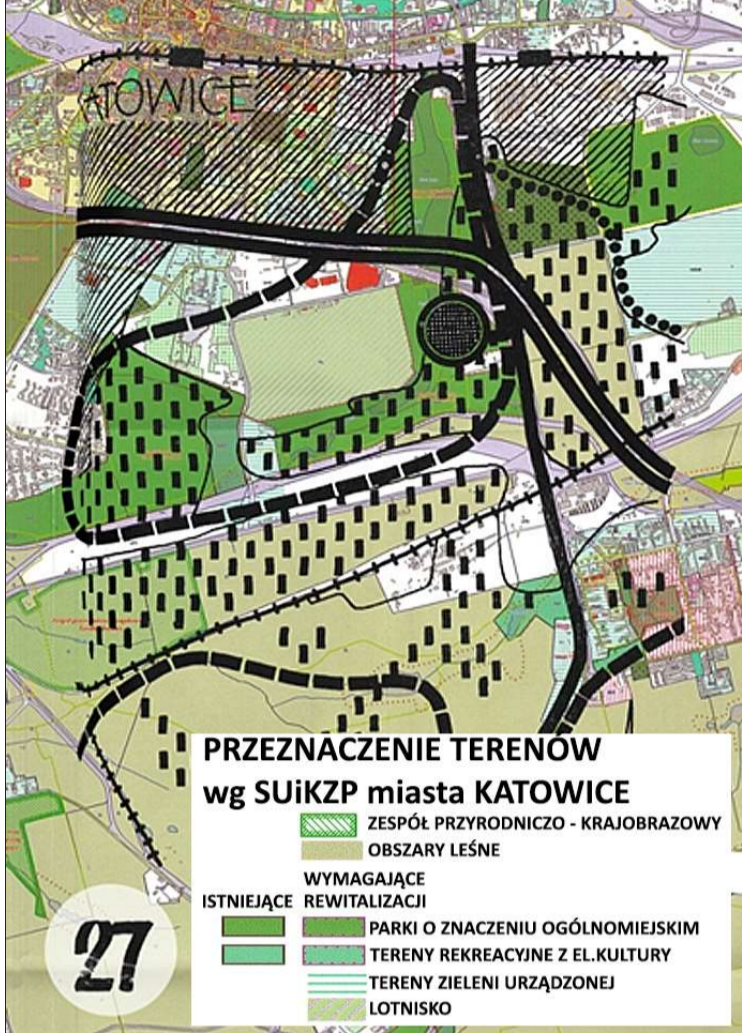 KATOWICE
PRZEZNACZENIE TERENÓW
wg SUiKZP miasta KATOWICE
ZESPÓŁ PRZYRODNICZO - KRAJOBRAZOWY
OBSZARY LEŚNE
WYMAGAJĄCE
ISTNIEJĄCE REWITALIZACJI
PARKI O ZNACZENIU OGÓLNOMIEJSKIM
TERENY REKREACYJNE Z EL.KULTURY
TERENY ZIELENI URZĄDZONEJ
LOTNISKO
27